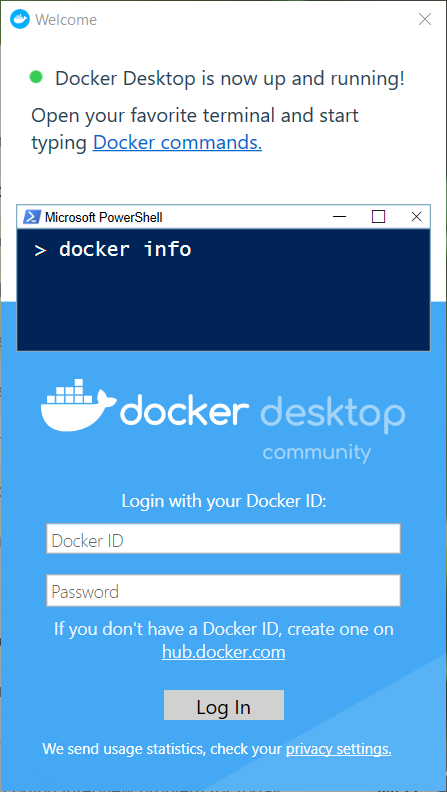 Welcome
Docker Desktop is now up and running!
Open your favorite terminal and start
typing Docker commands.
Microsoft PowerShell
> docker info
docker desktop
community
Login with your Docker ID:
Docker ID
Password
If you don't have a Docker ID, create one on
hub.docker.com
Log In
We send usage statistics, check your privacy settings.